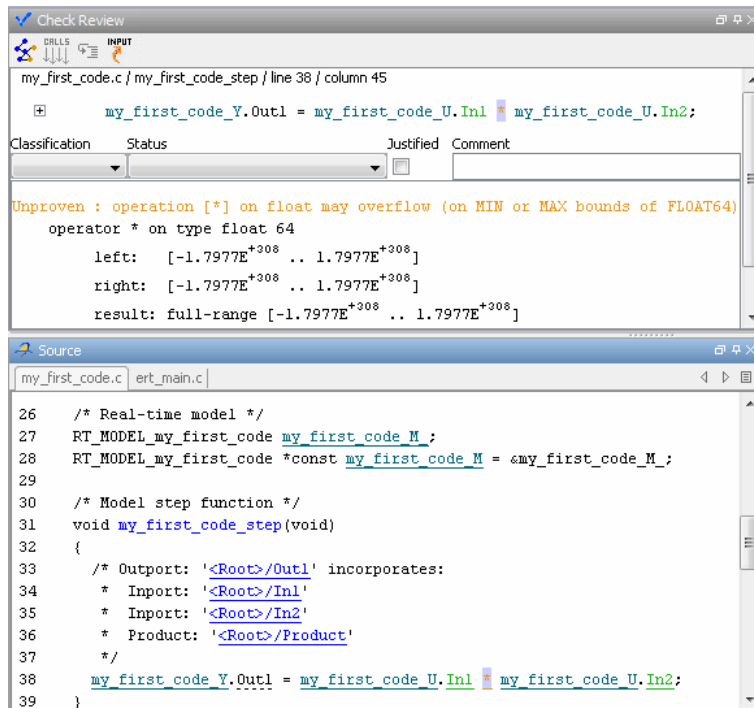 Check Review
CALLS INPUT
my_first_code.c / my_first_code_step / line 38 / column 45
my_first_code_Y.Out1 = my_first_code_U.In1 * my_first_code_U.In2;
Classification Status Justified Comment
Unproven : operation [*] on float may overflow (on MIN or MAX bounds of FLOAT64)
operator * on type float 64
left: [-1.7977E+308 .. 1.7977E+308]
right: [-1.7977E+308 .. 1.7977E+308]
result: full-range [-1.7977E+308 .. 1.7977E+308]
Source
my_first_code.c ert_main.c
26 /* Real-time model */
27 RT_MODEL_my_first_code my_first_code_M_;
28 RT_MODEL_my_first_code *const my_first_code_M = &my_first_code_M_;
29
30 /* Model step function */
31 void my_first_code_step(void)
32 {
33 /* Outport: '<Root>/Out1' incorporates:
34 * Inport: '<Root>/In1'
35 * Inport: '<Root>/In2'
36 * Product: '<Root>/Product'
37 */
38 my_first_code_Y.Out1 = my_first_code_U.In1 * my_first_code_U.In2;
39 }